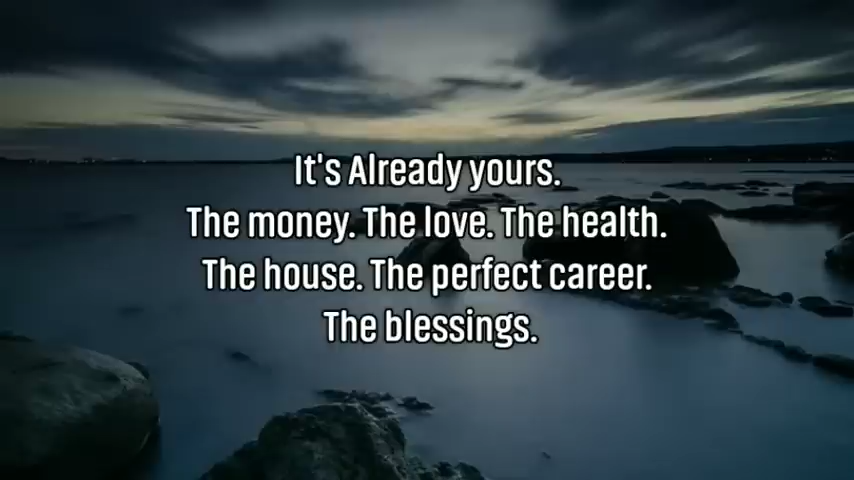 It's Already yours.
The money. The love. The health.
The house. The perfect career.
The blessings.